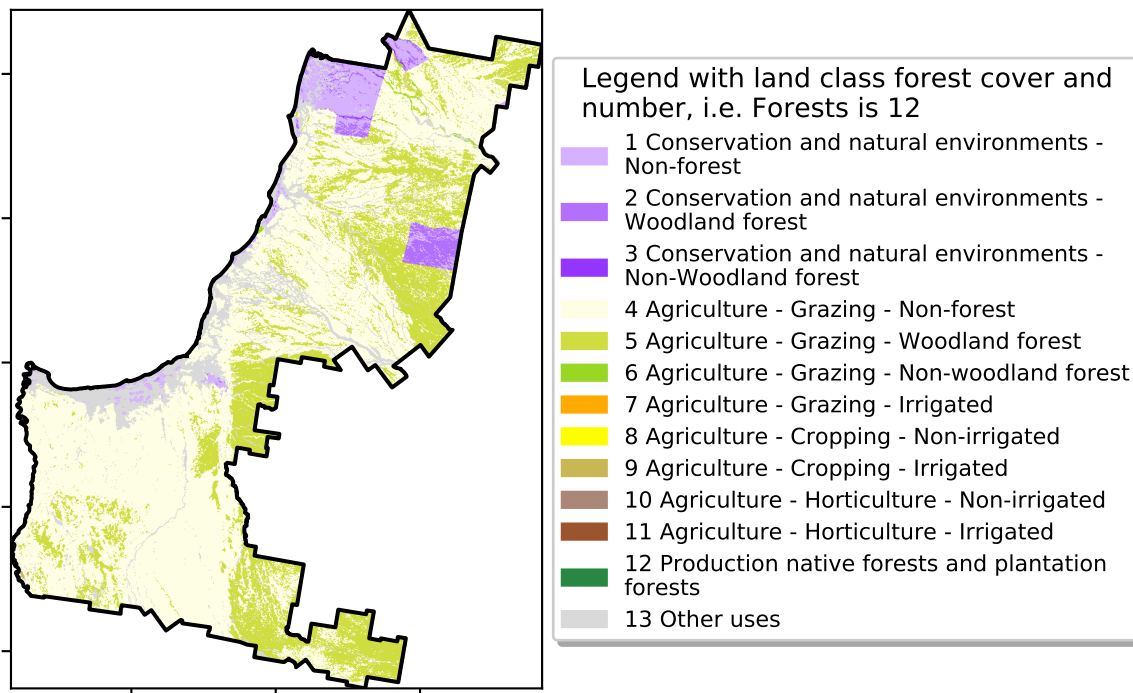 Legend with land class forest cover and
number, i.e. Forests is 12
1 Conservation and natural environments -
Non-forest
2 Conservation and natural environments -
Woodland forest
3 Conservation and natural environments -
Non-Woodland forest
4 Agriculture - Grazing - Non-forest
5 Agriculture - Grazing - Woodland forest
6 Agriculture - Grazing - Non-woodland forest
7 Agriculture - Grazing - Irrigated
8 Agriculture - Cropping - Non-irrigated
9 Agriculture - Cropping - Irrigated
10 Agriculture - Horticulture - Non-irrigated
11 Agriculture - Horticulture - Irrigated
12 Production native forests and plantation
forests
13 Other uses